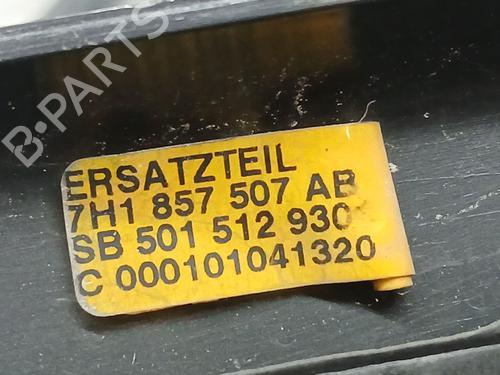 B-PARTS
ERSATZTEIL
7H1 857 507 AB
SB 501 512 930
C 000101041320